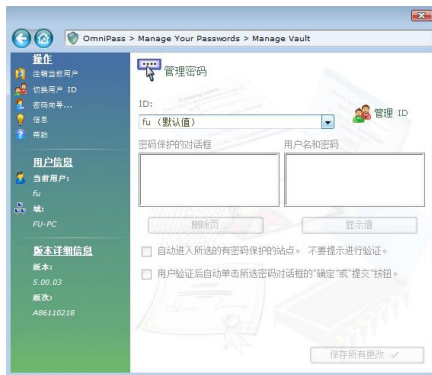 OmniPass > Manage Your Passwords > Manage Vault
操作
注销当前用户
切换用户 ID
密码向导...
信息
帮助
用户信息
当前用户:
fu
域:
FU-PC
版本详细信息
版本:
5.00.03
版次:
A86110218
管理密码
ID:
fu (默认值)
管理 ID
密码保护的对话框
用户名和密码
删除页
显示值
自动进入所选的有密码保护的站点。 不要提示进行验证。
用户验证后自动单击所选密码对话框的"确定"或"提交"按钮。
保存所有更改